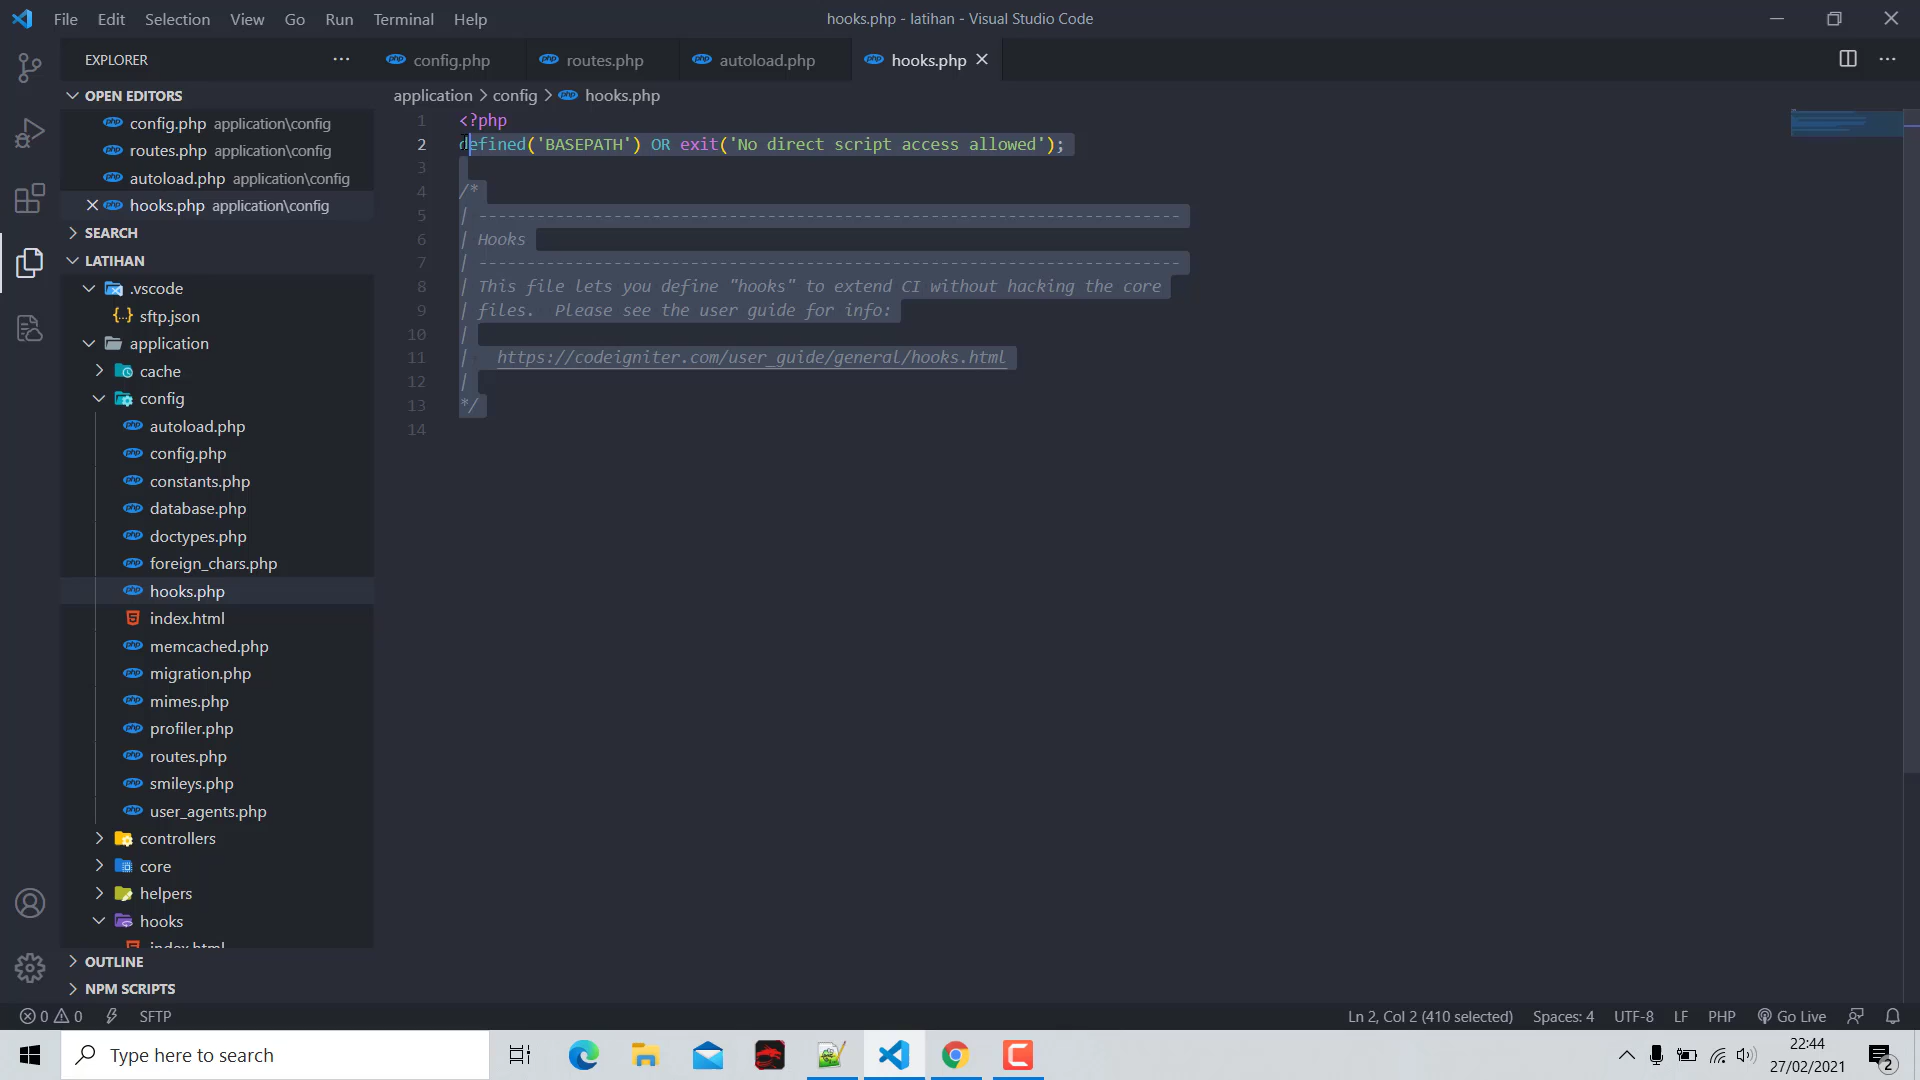 File Edit Selection View Go Run Terminal Help
hooks.php - latihan - Visual Studio Code
EXPLORER
OPEN EDITORS
config.php application\config
routes.php application\config
autoload.php application\config
hooks.php application\config
SEARCH
LATIHAN
.vscode
sftp.json
application
cache
config
autoload.php
config.php
constants.php
database.php
doctypes.php
foreign_chars.php
hooks.php
index.html
memcached.php
migration.php
mimes.php
profiler.php
routes.php
smileys.php
user_agents.php
controllers
core
helpers
hooks
index.html
OUTLINE
NPM SCRIPTS
config.php routes.php autoload.php hooks.php
application > config > hooks.php
1 <?php
2 defined('BASEPATH') OR exit('No direct script access allowed');
3
4 /*
5 | -------------------------------------------------------------------------
6 | Hooks
7 | -------------------------------------------------------------------------
8 | This file lets you define "hooks" to extend CI without hacking the core
9 | files.  Please see the user guide for info:
10 |
11 |	https://codeigniter.com/user_guide/general/hooks.html
12 |
13 */
14
0 0 SFTP
Ln 2, Col 2 (410 selected) Spaces: 4 UTF-8 LF PHP Go Live
Type here to search
22:44
27/02/2021
2